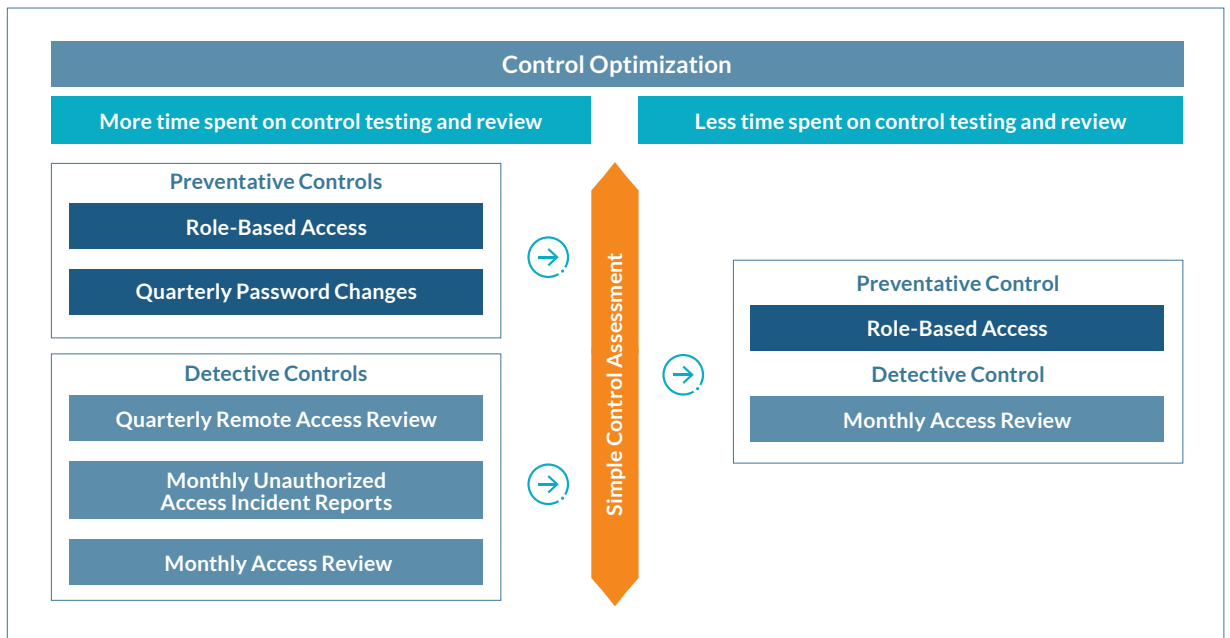 Control Optimization
More time spent on control testing and review
Less time spent on control testing and review
Preventative Controls
Role-Based Access
Quarterly Password Changes
Detective Controls
Quarterly Remote Access Review
Monthly Unauthorized
Access Incident Reports
Monthly Access Review
Simple Control Assessment
Preventative Control
Role-Based Access
Detective Control
Monthly Access Review